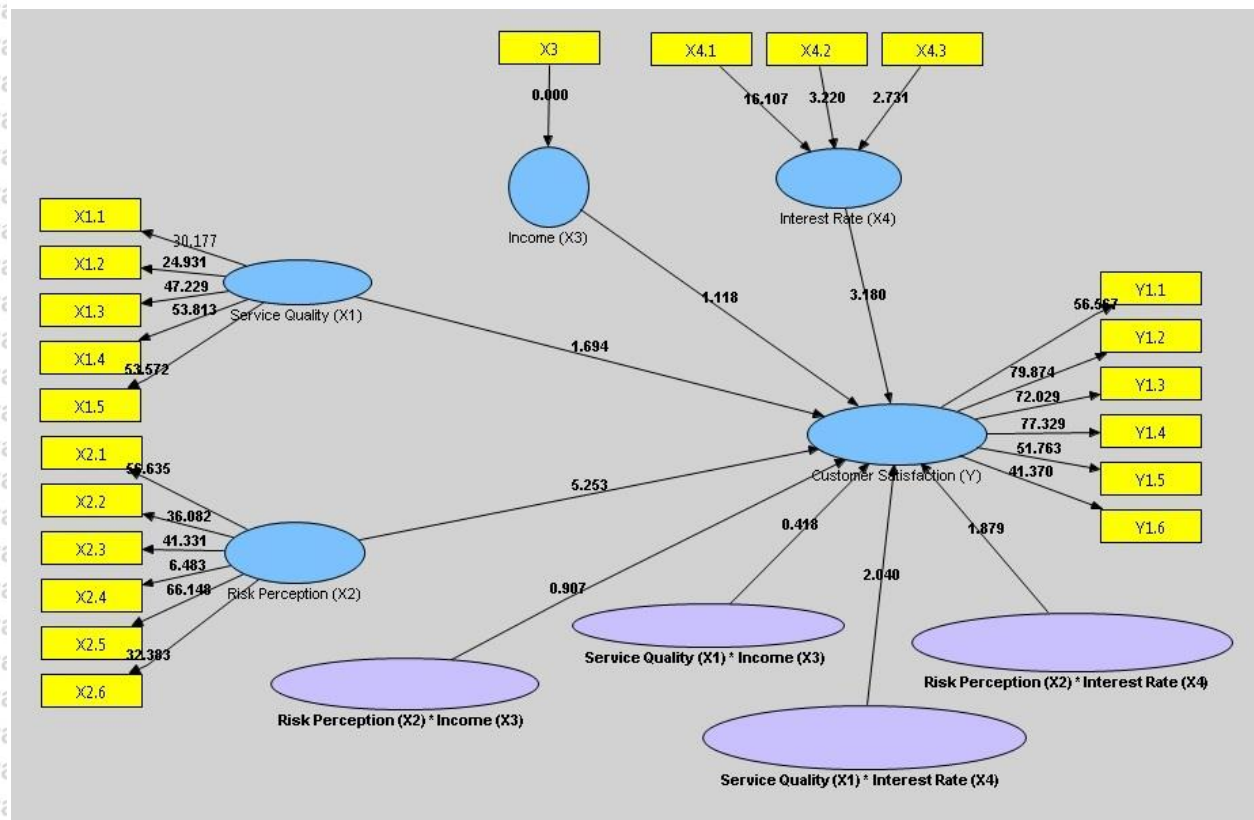 X3
X4.1
X4.2
X4.3
0.000
16.107
3.220
2.731
Income (X3)
Interest Rate (X4)
X1.1
X1.2
X1.3
X1.4
X1.5
30.177
24.931
47.229
53.813
53.572
Service Quality (X1)
1.118
3.180
1.694
X2.1
X2.2
X2.3
X2.4
X2.5
X2.6
56.635
36.082
41.331
6.483
66.148
32.383
Risk Perception (X2)
5.253
Customer Satisfaction (Y)
56.567
79.874
72.029
77.329
51.763
41.370
Y1.1
Y1.2
Y1.3
Y1.4
Y1.5
Y1.6
0.907
0.418
2.040
1.879
Risk Perception (X2) * Income (X3)
Service Quality (X1) * Income (X3)
Service Quality (X1) * Interest Rate (X4)
Risk Perception (X2) * Interest Rate (X4)